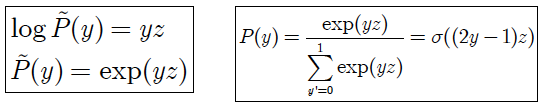 log P̃(y) = yz
P̃(y) = exp(yz)
P(y) = exp(yz) / ∑_{y'=0}^{1} exp(yz) = σ((2y − 1)z)